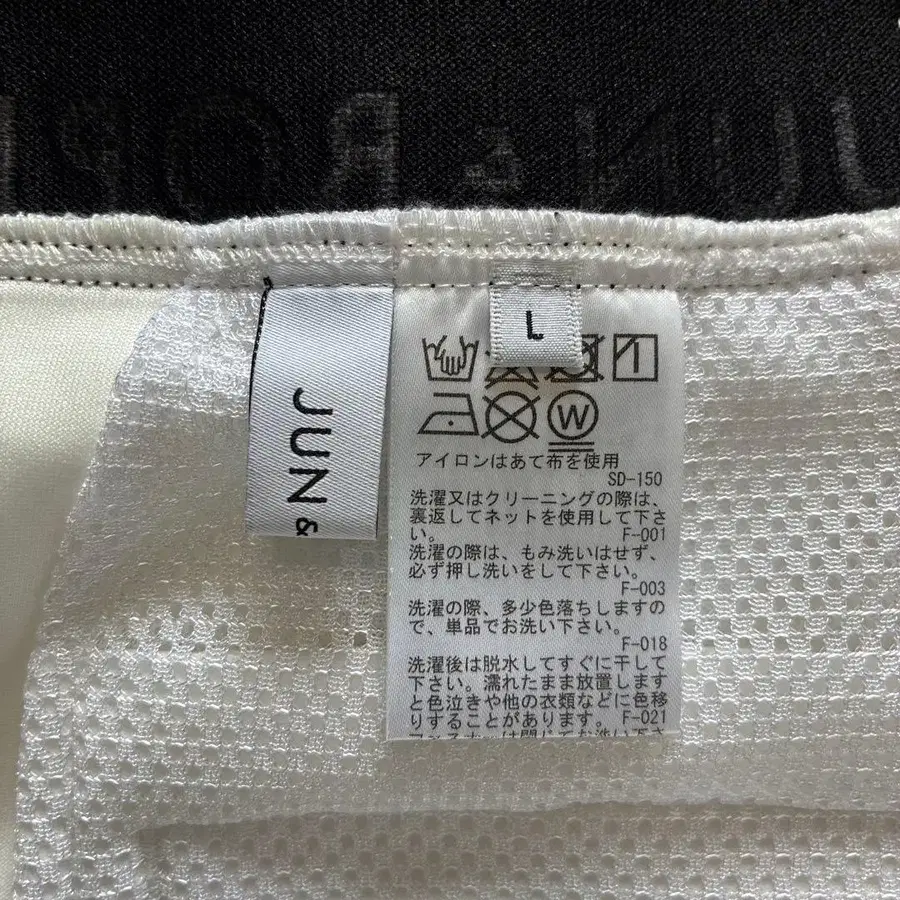 JUN & ROP
JUN &
L
W
アイロンはあて布を使用
SD-150
洗濯又はクリーニングの際は、
裏返してネットを使用して下さ
い。 F-001
洗濯の際は、もみ洗いはせず、
必ず押し洗いをして下さい。
F-003
洗濯の際、多少色落ちしますの
で、単品でお洗い下さい。
F-018
洗濯後は脱水してすぐに干して
下さい。濡れたまま放置します
と色泣きや他の衣類などに色移
りすることがあります。 F-021